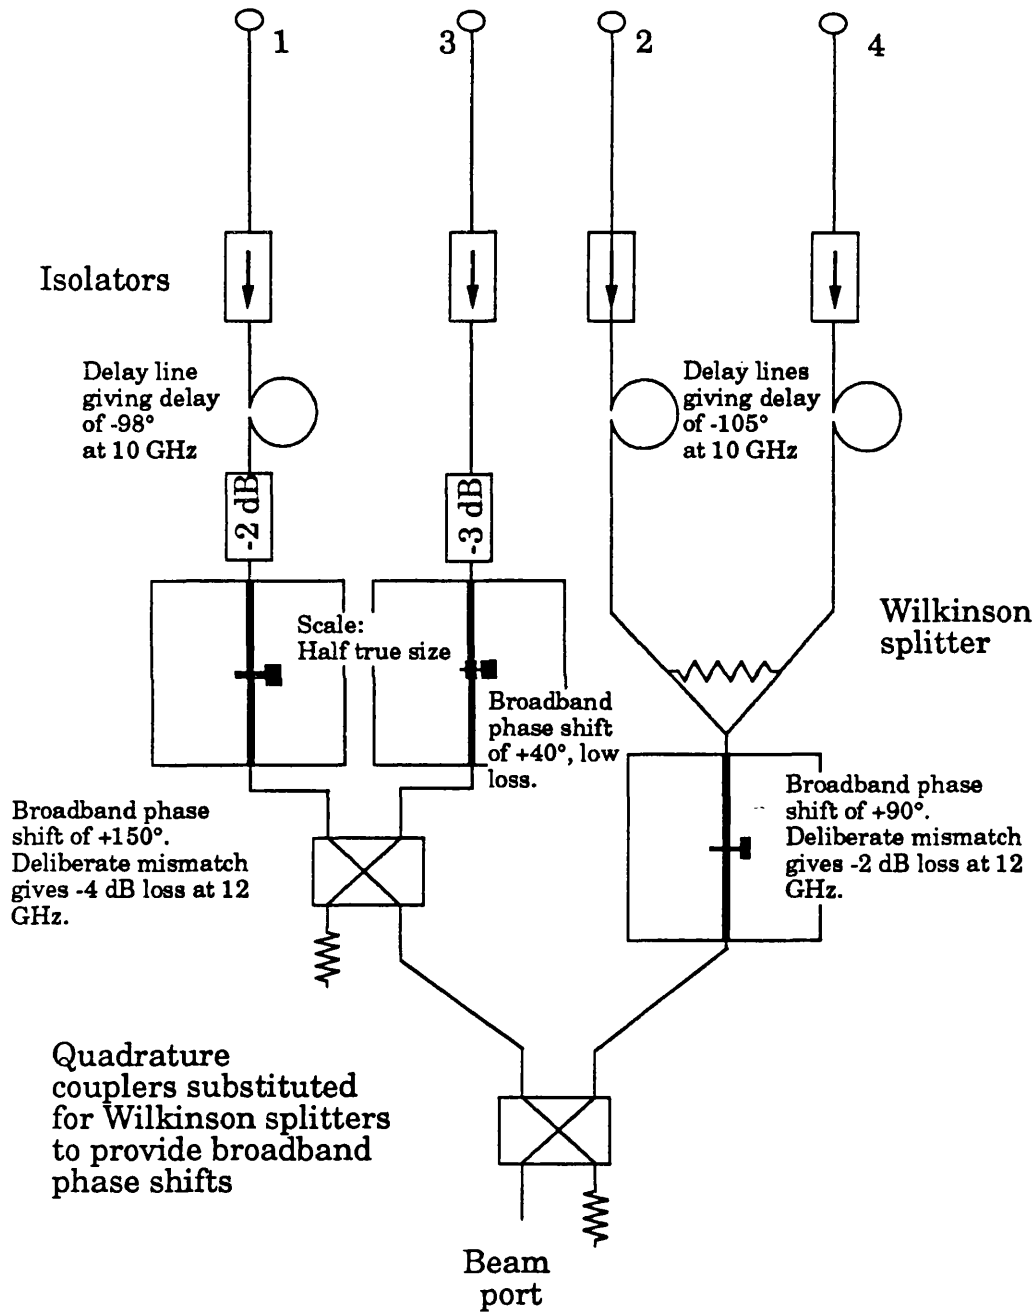 1
3
2
4
Isolators
Delay line
giving delay
of -98°
at 10 GHz
Delay lines
giving delay
of -105°
at 10 GHz
-2 dB
-3 dB
Scale:
Half true size
Wilkinson
splitter
Broadband
phase shift
of +40°, low
loss.
Broadband phase
shift of +150°.
Deliberate mismatch
gives -4 dB loss at 12
GHz.
Broadband phase
shift of +90°.
Deliberate mismatch
gives -2 dB loss at 12
GHz.
Quadrature
couplers substituted
for Wilkinson splitters
to provide broadband
phase shifts
Beam
port